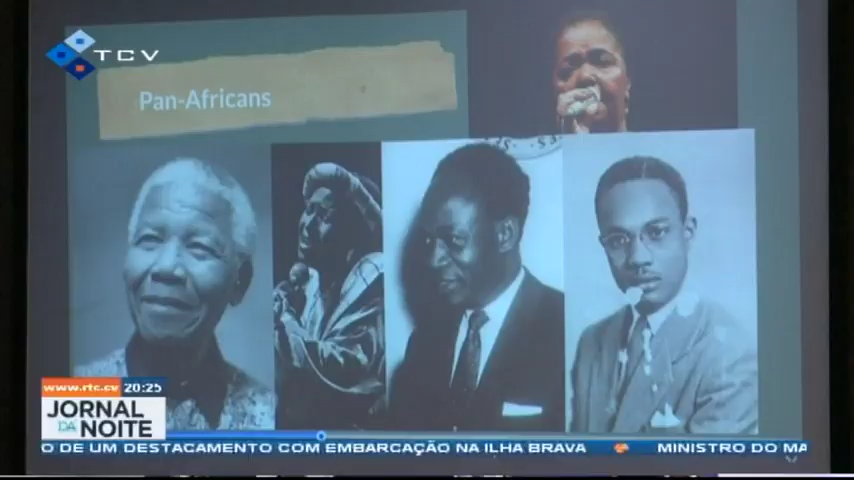 TCV
Pan-Africans
www.rtc.cv 20:25
JORNAL
DA NOITE
O DE UM DESTACAMENTO COM EMBARCAÇÃO NA ILHA BRAVA MINISTRO DO MA